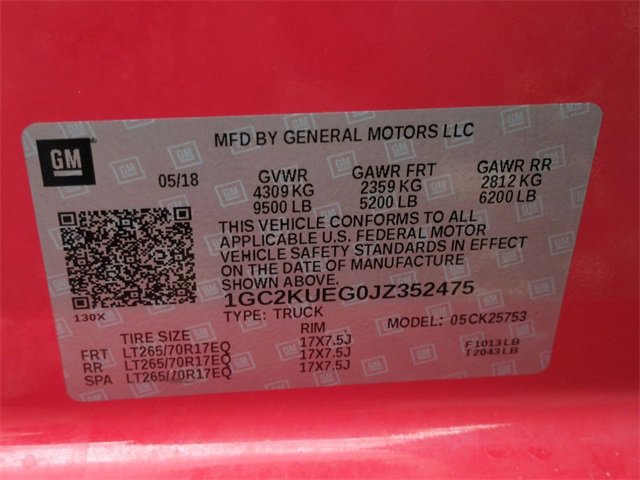 GM
MFD BY GENERAL MOTORS LLC
05/18 GVWR GAWR FRT GAWR RR
4309 KG 2359 KG 2812 KG
9500 LB 5200 LB 6200 LB
THIS VEHICLE CONFORMS TO ALL
APPLICABLE U.S. FEDERAL MOTOR
VEHICLE SAFETY STANDARDS IN EFFECT
ON THE DATE OF MANUFACTURE
SHOWN ABOVE.
130X
1GC2KUEG0JZ352475
TYPE: TRUCK MODEL: 05CK25753
TIRE SIZE RIM
FRT LT265/70R17EQ 17X7.5J F1013LB
RR LT265/70R17EQ 17X7.5J T2043LB
SPA LT265/70R17EQ 17X7.5J